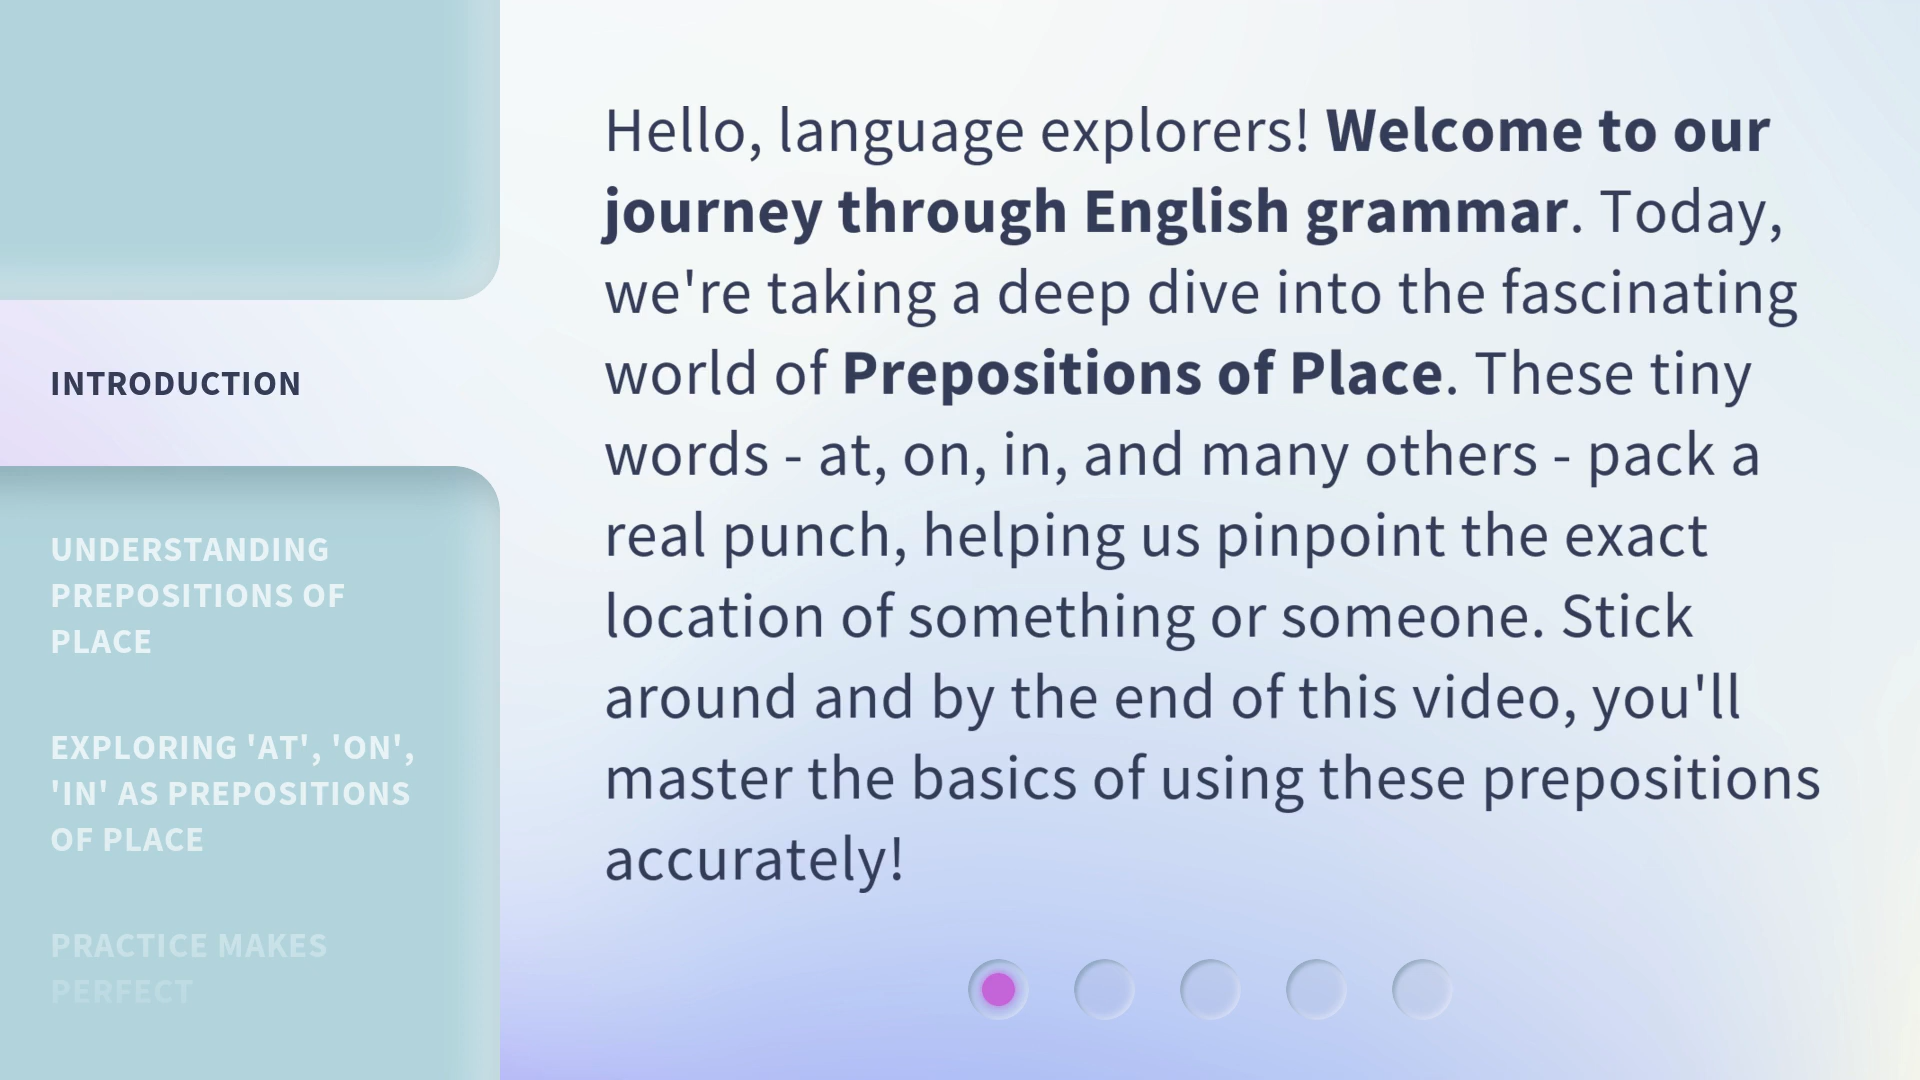 INTRODUCTION
UNDERSTANDING
PREPOSITIONS OF
PLACE
EXPLORING 'AT', 'ON',
'IN' AS PREPOSITIONS
OF PLACE
PRACTICE MAKES
PERFECT
Hello, language explorers! Welcome to our
journey through English grammar. Today,
we're taking a deep dive into the fascinating
world of Prepositions of Place. These tiny
words - at, on, in, and many others - pack a
real punch, helping us pinpoint the exact
location of something or someone. Stick
around and by the end of this video, you'll
master the basics of using these prepositions
accurately!